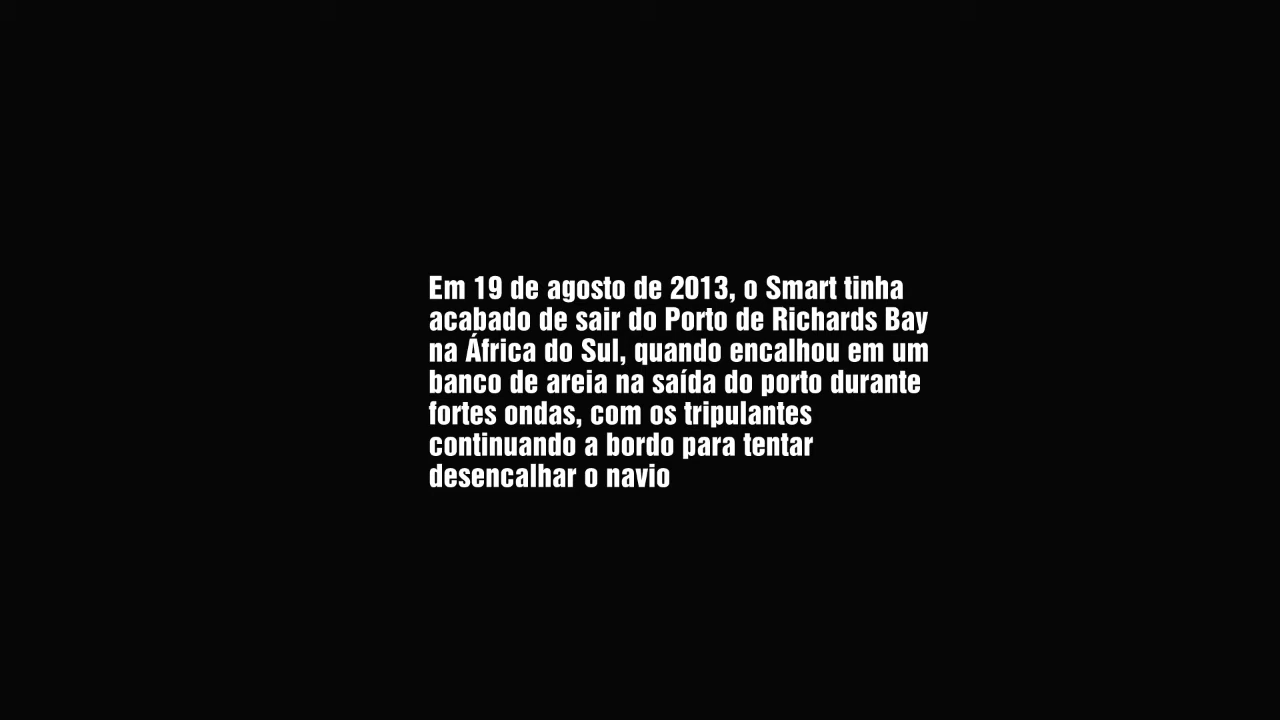 Em 19 de agosto de 2013, o Smart tinha
acabado de sair do Porto de Richards Bay
na África do Sul, quando encalhou em um
banco de areia na saída do porto durante
fortes ondas, com os tripulantes
continuando a bordo para tentar
desencalhar o navio